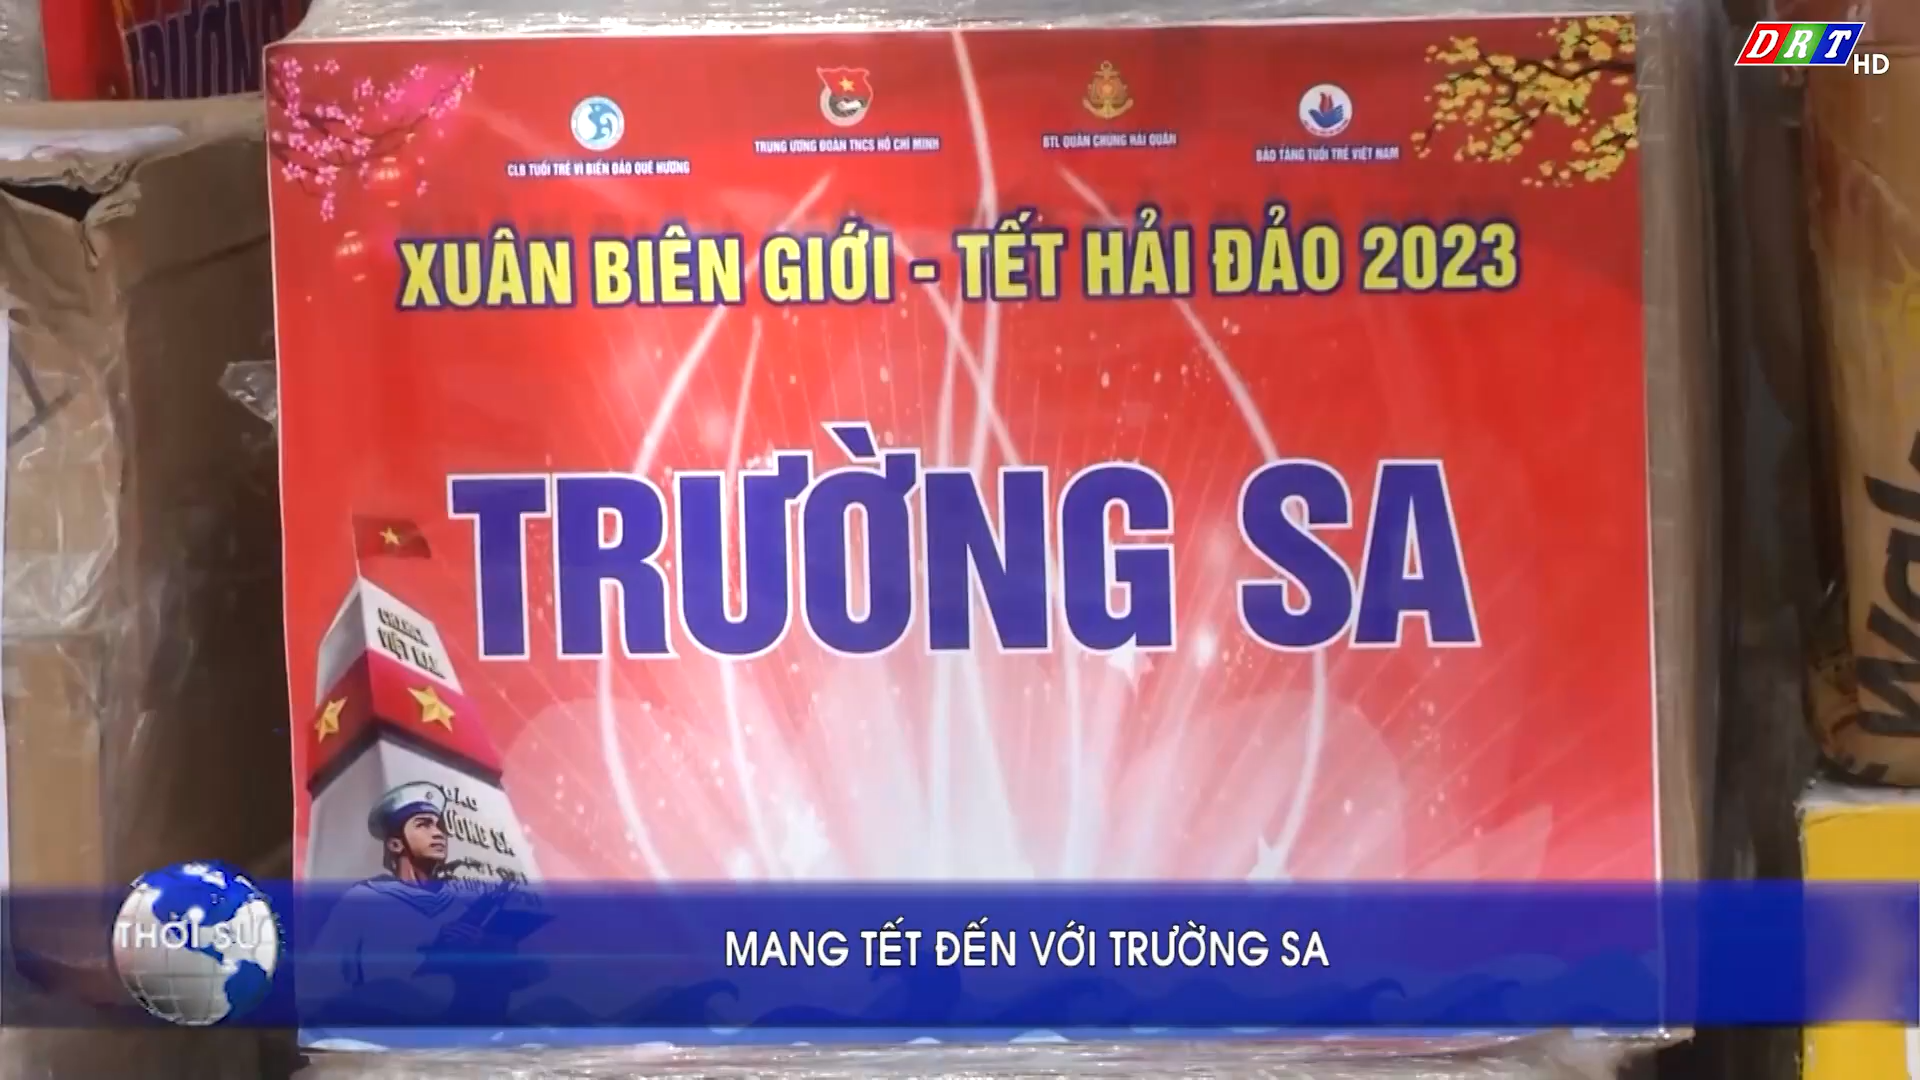 DRT HD
CLB TUỔI TRẺ VÌ BIỂN ĐẢO QUÊ HƯƠNG
TRUNG ƯƠNG ĐOÀN TNCS HỒ CHÍ MINH
BTL QUÂN CHỦNG HẢI QUÂN
BẢO TÀNG TUỔI TRẺ VIỆT NAM
XUÂN BIÊN GIỚI - TẾT HẢI ĐẢO 2023
TRƯỜNG SA
VIỆT NAM
THỜI SỰ
MANG TẾT ĐẾN VỚI TRƯỜNG SA